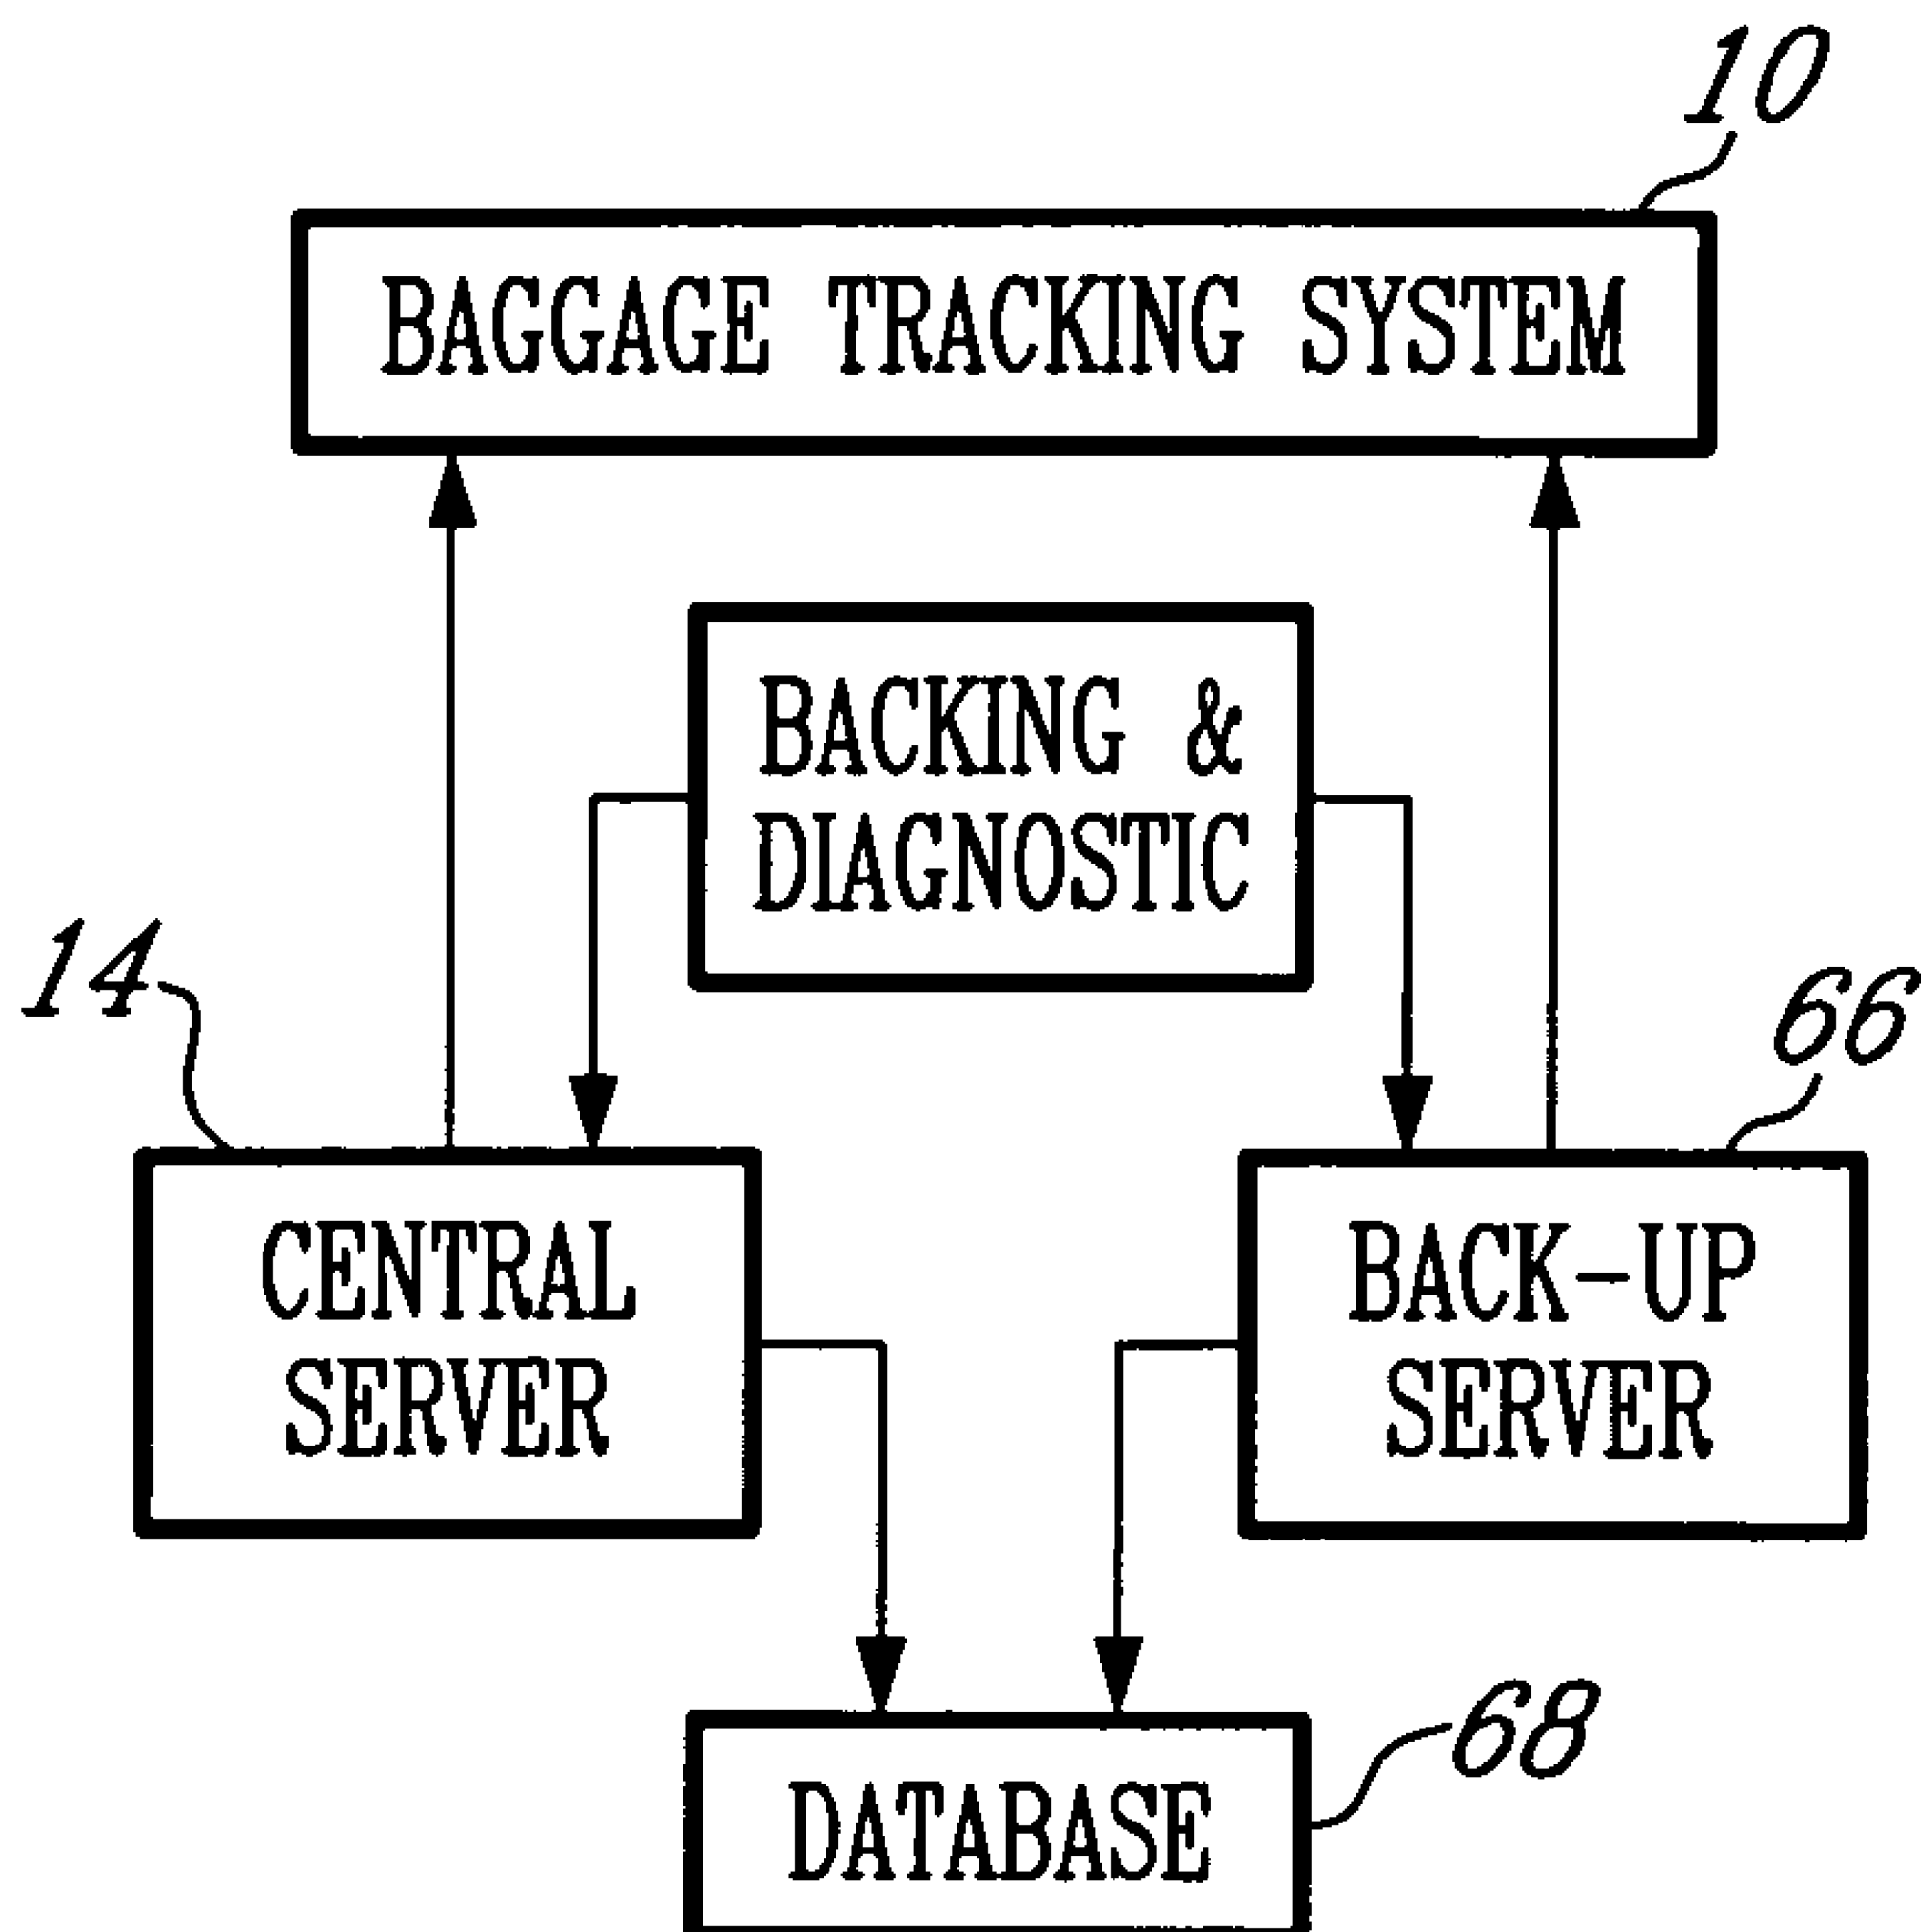 10
BAGGAGE TRACKING SYSTEM
BACKING &
DIAGNOSTIC
14
66
CENTRAL
SERVER
BACK-UP
SERVER
68
DATABASE